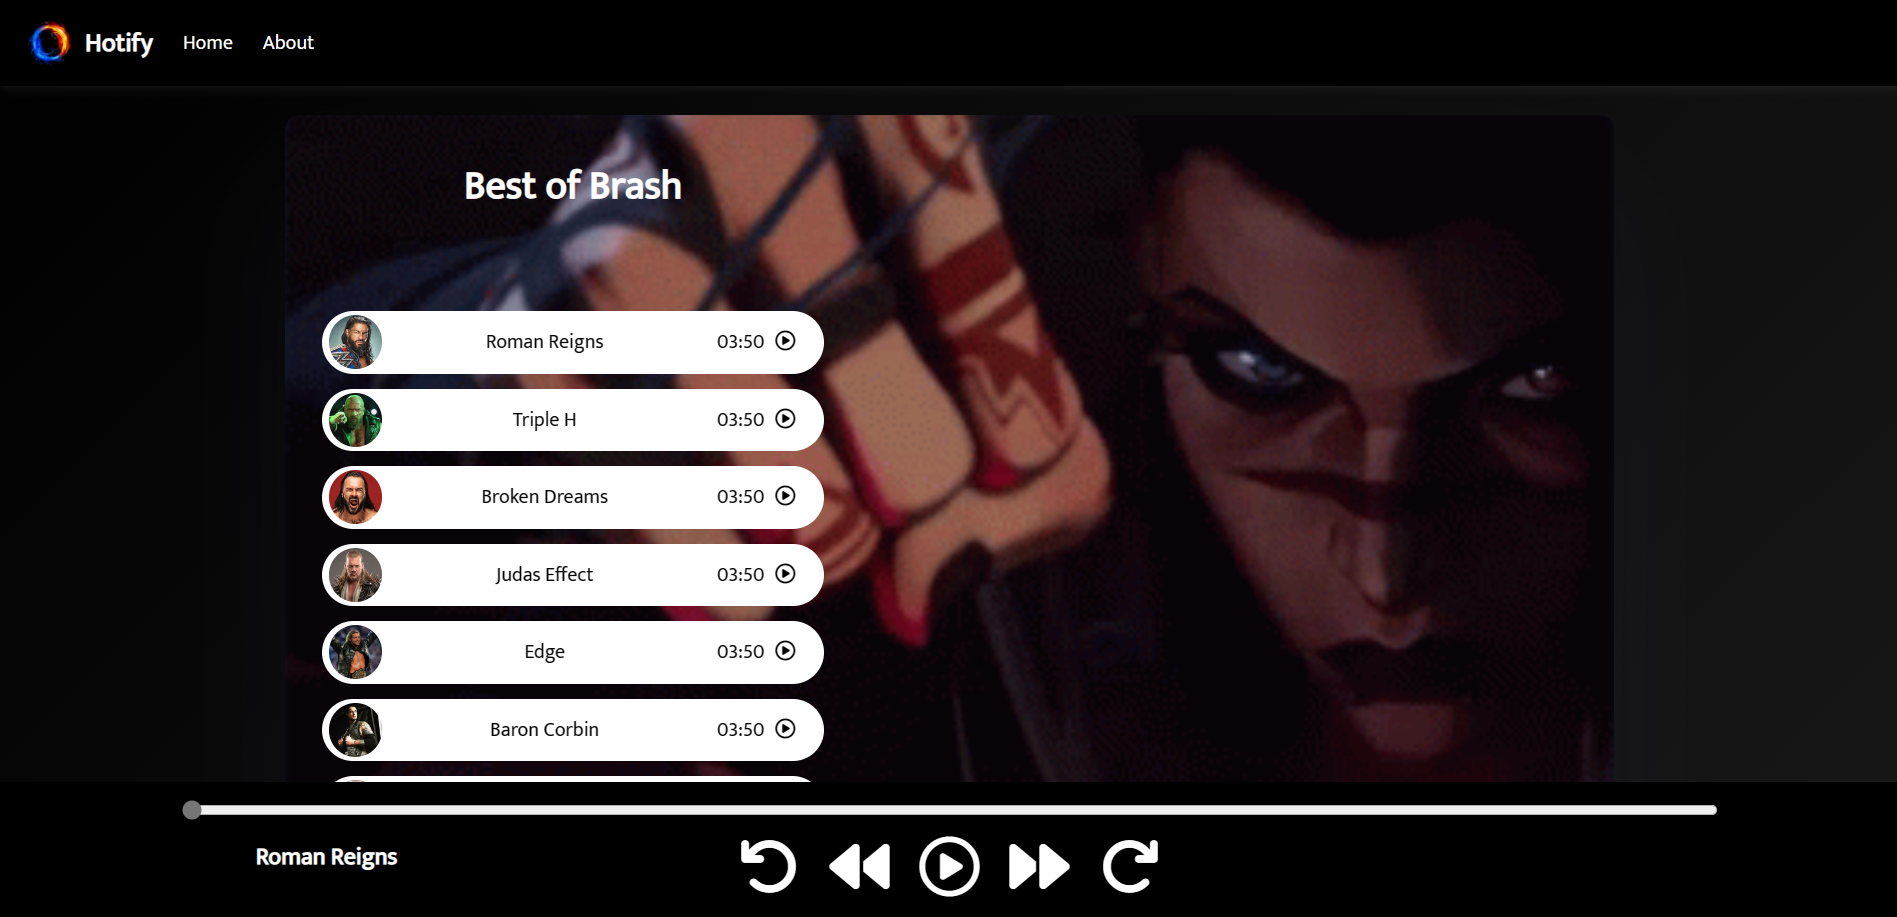 Hotify Home About
Best of Brash
Roman Reigns 03:50
Triple H 03:50
Broken Dreams 03:50
Judas Effect 03:50
Edge 03:50
Baron Corbin 03:50
Roman Reigns